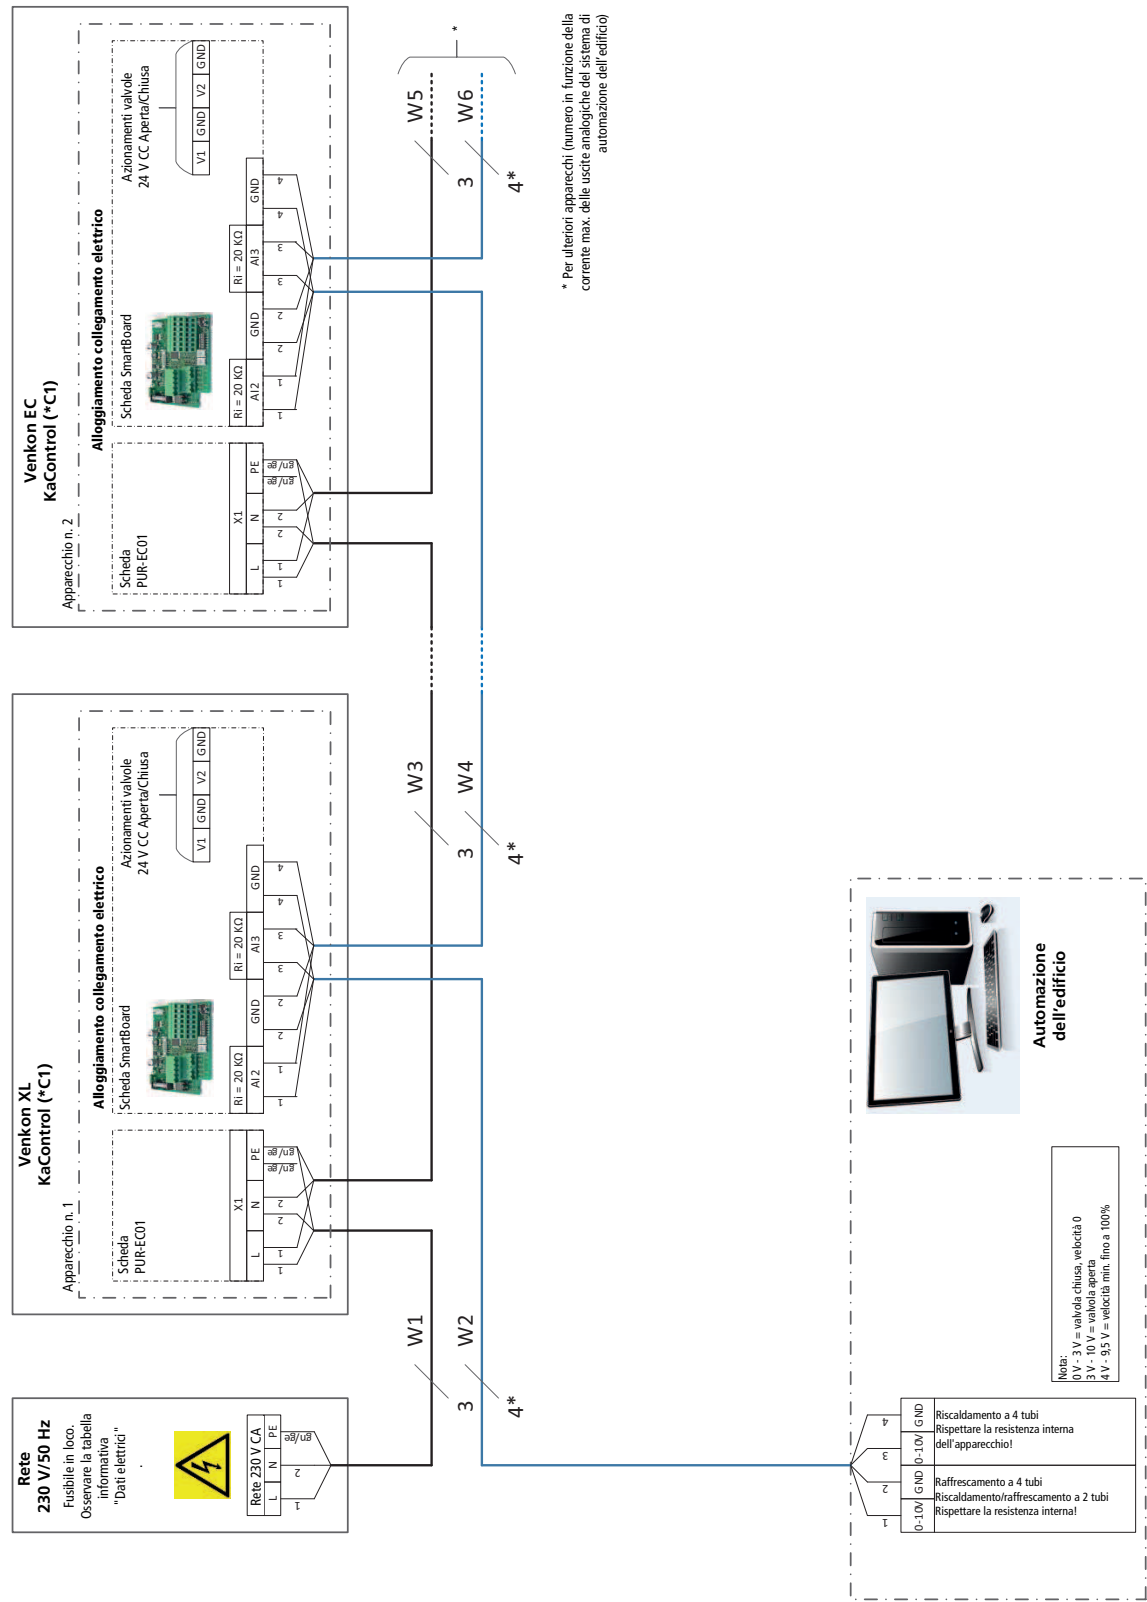 Rete
230 V/50 Hz
Fusibile in loco.
Osservare la tabella
informativa
"Dati elettrici"
.
Rete 230 V CA
L N PE
1 2 gn/ge
Venkon XL
KaControl (*C1)
Apparecchio n. 1
Alloggiamento collegamento elettrico
Scheda
PUR-EC01
X1
L N PE
1 1 2 2 gn/ge gn/ge
Scheda SmartBoard
Ri = 20 KΩ Ri = 20 KΩ
AI2 GND AI3 GND
1 1 2 2 3 3 4 4
Azionamenti valvole
24 V CC Aperta/Chiusa
V1 GND V2 GND
Venkon EC
KaControl (*C1)
Apparecchio n. 2
Alloggiamento collegamento elettrico
Scheda
PUR-EC01
X1
L N PE
1 1 2 2 gn/ge gn/ge
Scheda SmartBoard
Ri = 20 KΩ Ri = 20 KΩ
AI2 GND AI3 GND
1 1 2 2 3 3 4 4
Azionamenti valvole
24 V CC Aperta/Chiusa
V1 GND V2 GND
W1
3
W2
4*
W3
3
W4
4*
W5
3
W6
4*
*
* Per ulteriori apparecchi (numero in funzione della
corrente max. delle uscite analogiche del sistema di
automazione dell'edificio)
1 2 3 4
0-10V GND 0-10V GND
Raffrescamento a 4 tubi
Riscaldamento/raffrescamento a 2 tubi
Rispettare la resistenza interna!
Riscaldamento a 4 tubi
Rispettare la resistenza interna
dell'apparecchio!
Nota:
0 V - 3 V = valvola chiusa, velocità 0
3 V - 10 V = valvola aperta
4 V - 9,5 V = velocità min. fino a 100%
Automazione
dell'edificio